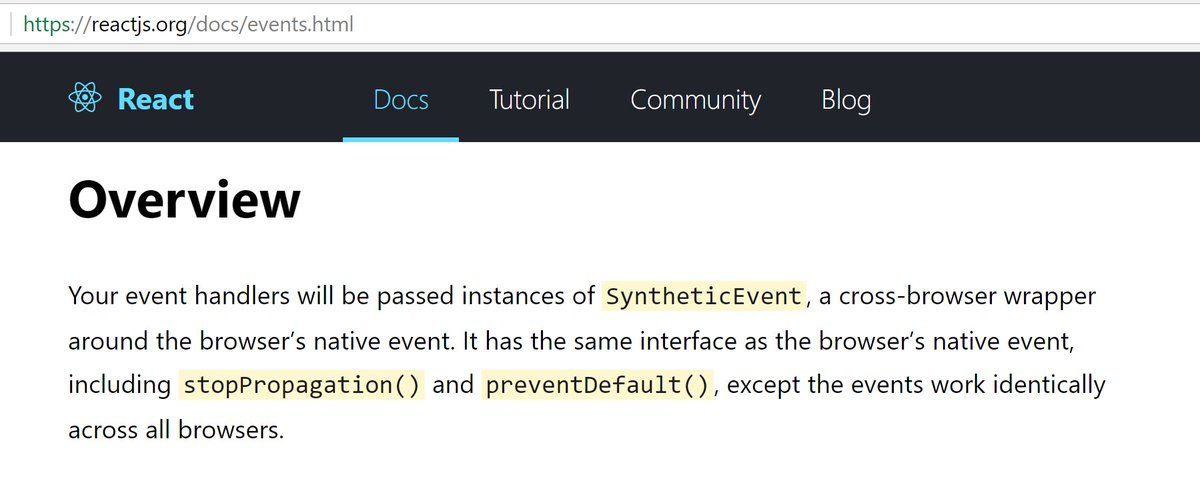 https://reactjs.org/docs/events.html
React Docs Tutorial Community Blog
Overview
Your event handlers will be passed instances of SyntheticEvent, a cross-browser wrapper
around the browser’s native event. It has the same interface as the browser’s native event,
including stopPropagation() and preventDefault(), except the events work identically
across all browsers.